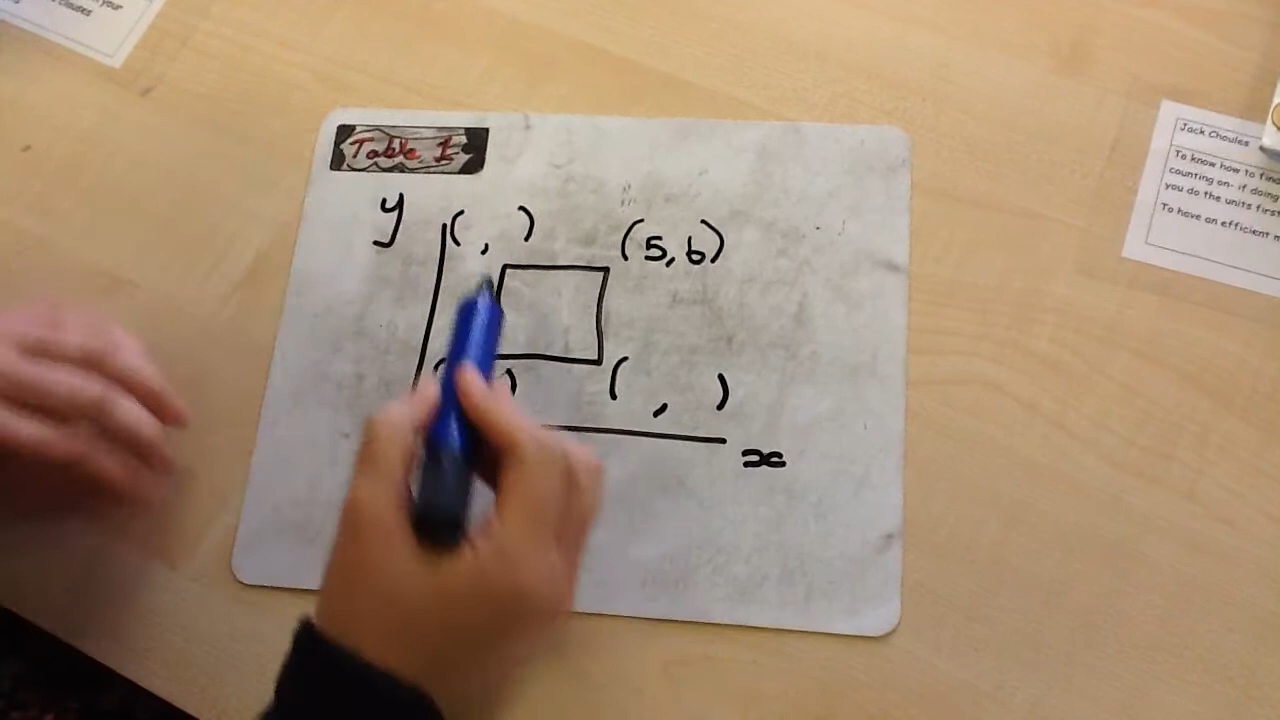 Table 1
y
( , )
(5,6)
( , )
x
Jack Choules
To know how to find
counting on- if doing
you do the units first
To have an efficient m